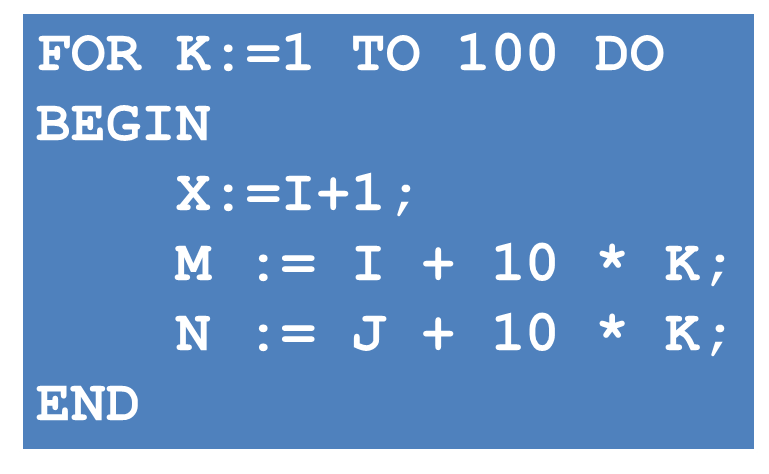 FOR K:=1 TO 100 DO
BEGIN
     X:=I+1;
     M := I + 10 * K;
     N := J + 10 * K;
END